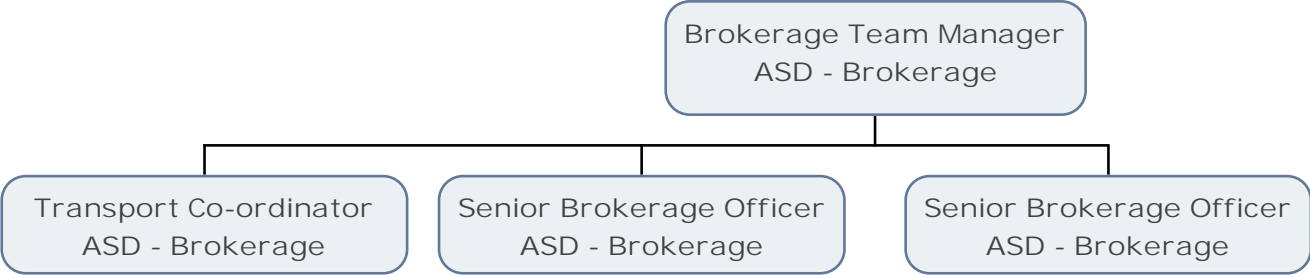 Brokerage Team Manager
ASD - Brokerage
Transport Co-ordinator
ASD - Brokerage
Senior Brokerage Officer
ASD - Brokerage
Senior Brokerage Officer
ASD - Brokerage